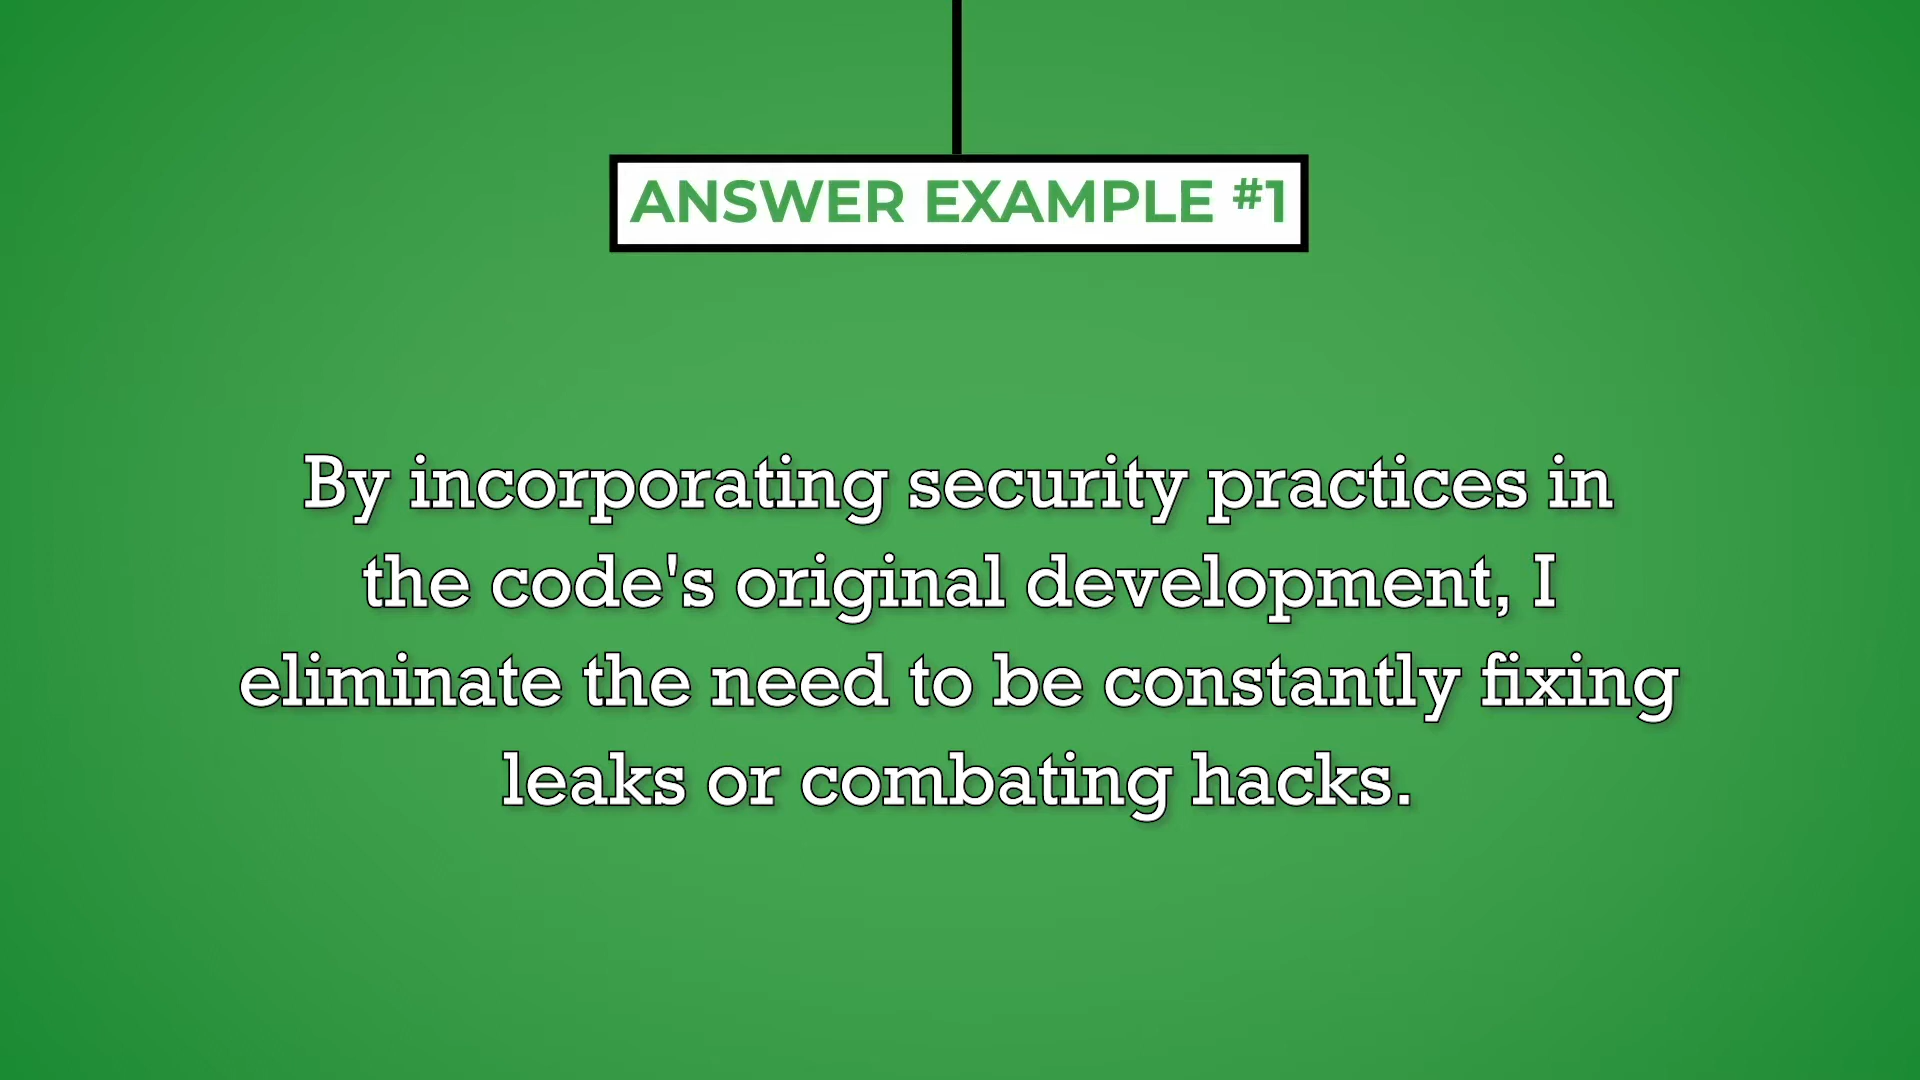 ANSWER EXAMPLE #1
By incorporating security practices in
the code's original development, I
eliminate the need to be constantly fixing
leaks or combating hacks.